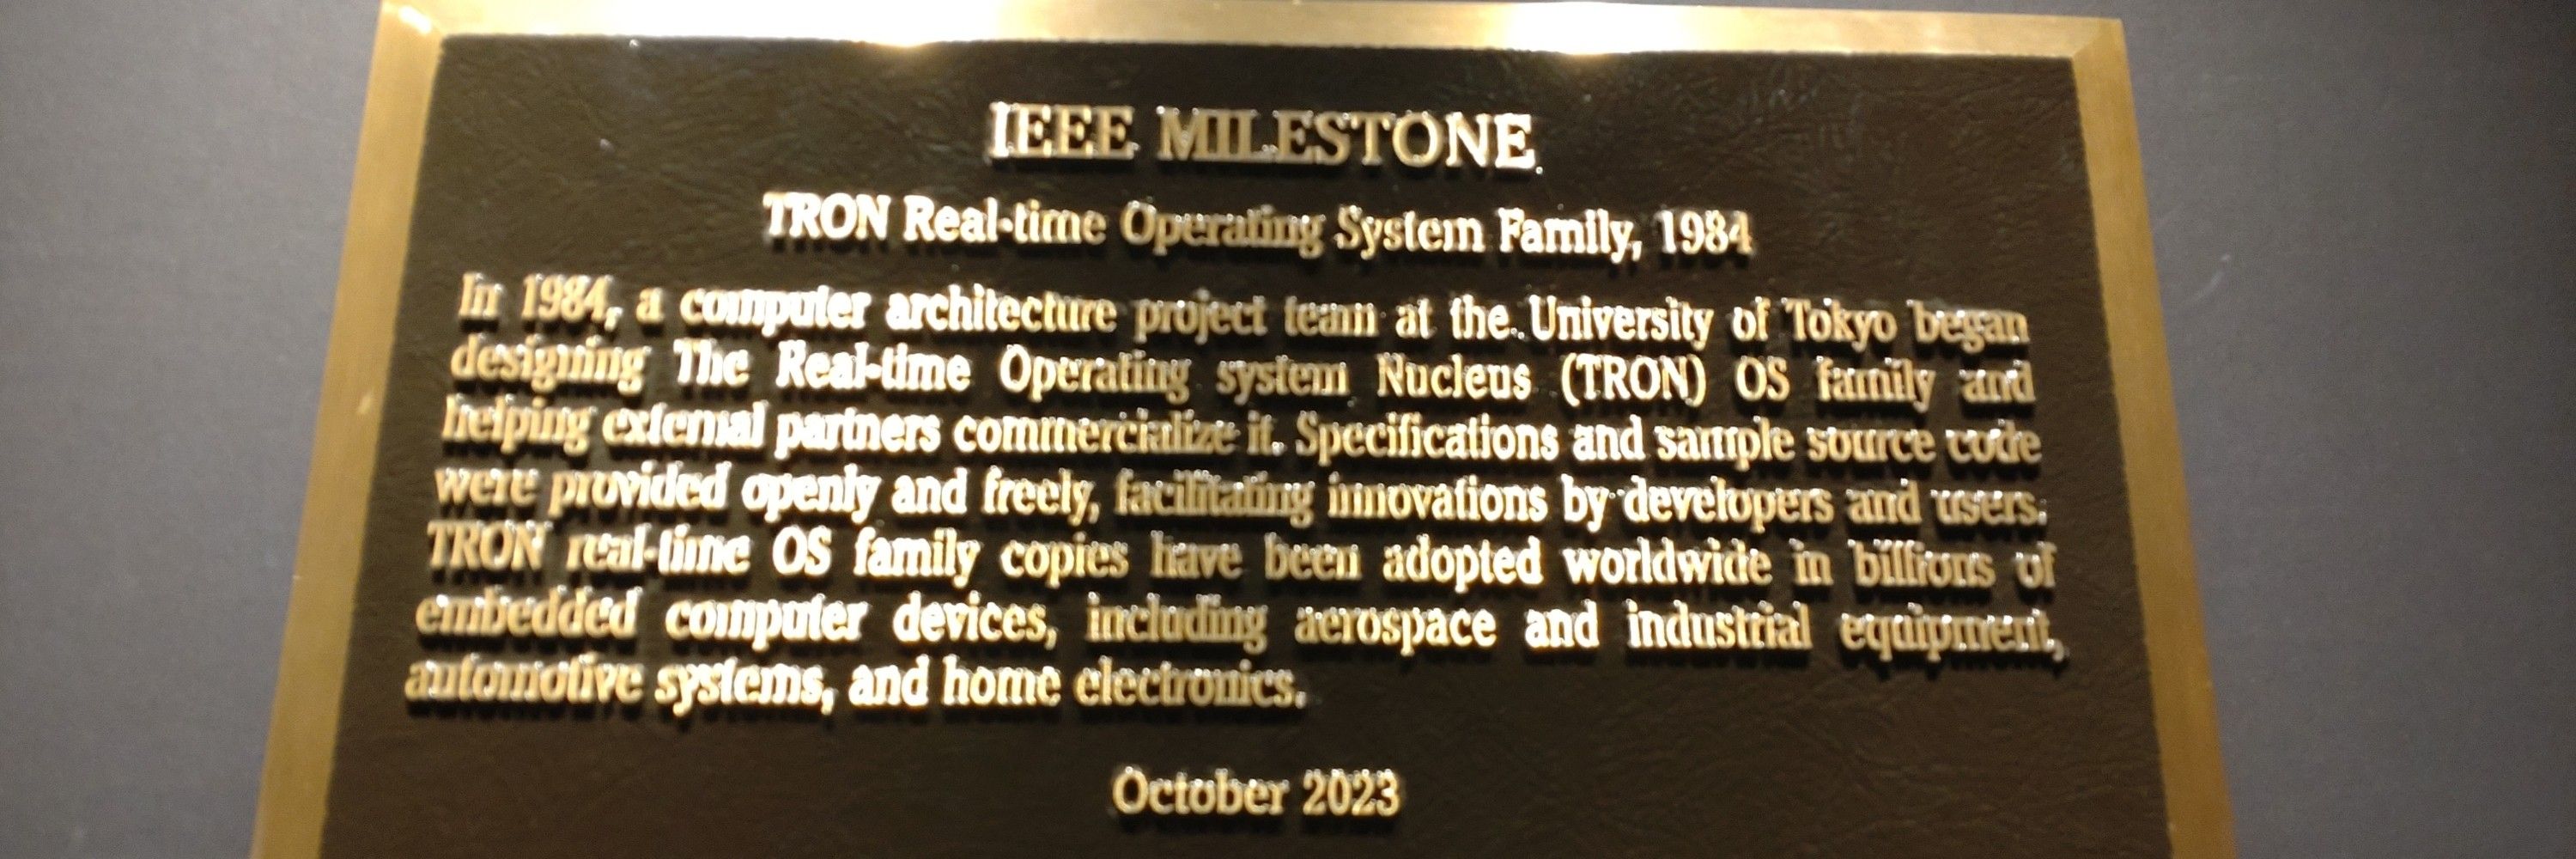 IEEE MILESTONE
TRON Real-time Operating System Family, 1984
In 1984, a computer architecture project team at the University of Tokyo began
designing The Real-time Operating system Nucleus (TRON) OS family and
helping external partners commercialize it. Specifications and sample source code
were provided openly and freely, facilitating innovations by developers and users.
TRON real-time OS family copies have been adopted worldwide in billions of
embedded computer devices, including aerospace and industrial equipment,
automotive systems, and home electronics.
October 2023